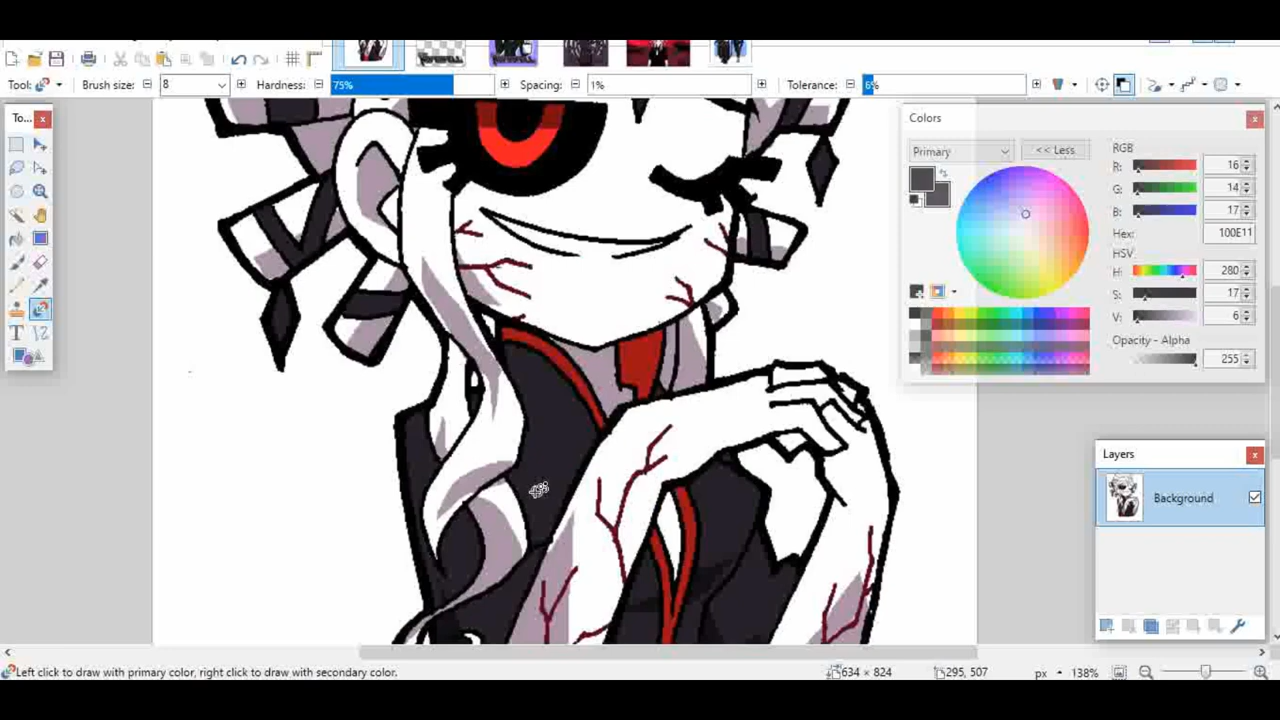 Tool:
Brush size:
8
Hardness:
75%
Spacing:
1%
Tolerance:
6%
To...
Colors
Primary
<< Less
RGB
R:
16
G:
14
B:
17
Hex:
100E11
HSV
H:
280
S:
17
V:
6
Opacity - Alpha
255
Layers
Background
Left click to draw with primary color, right click to draw with secondary color.
634 × 824
295, 507
px
138%